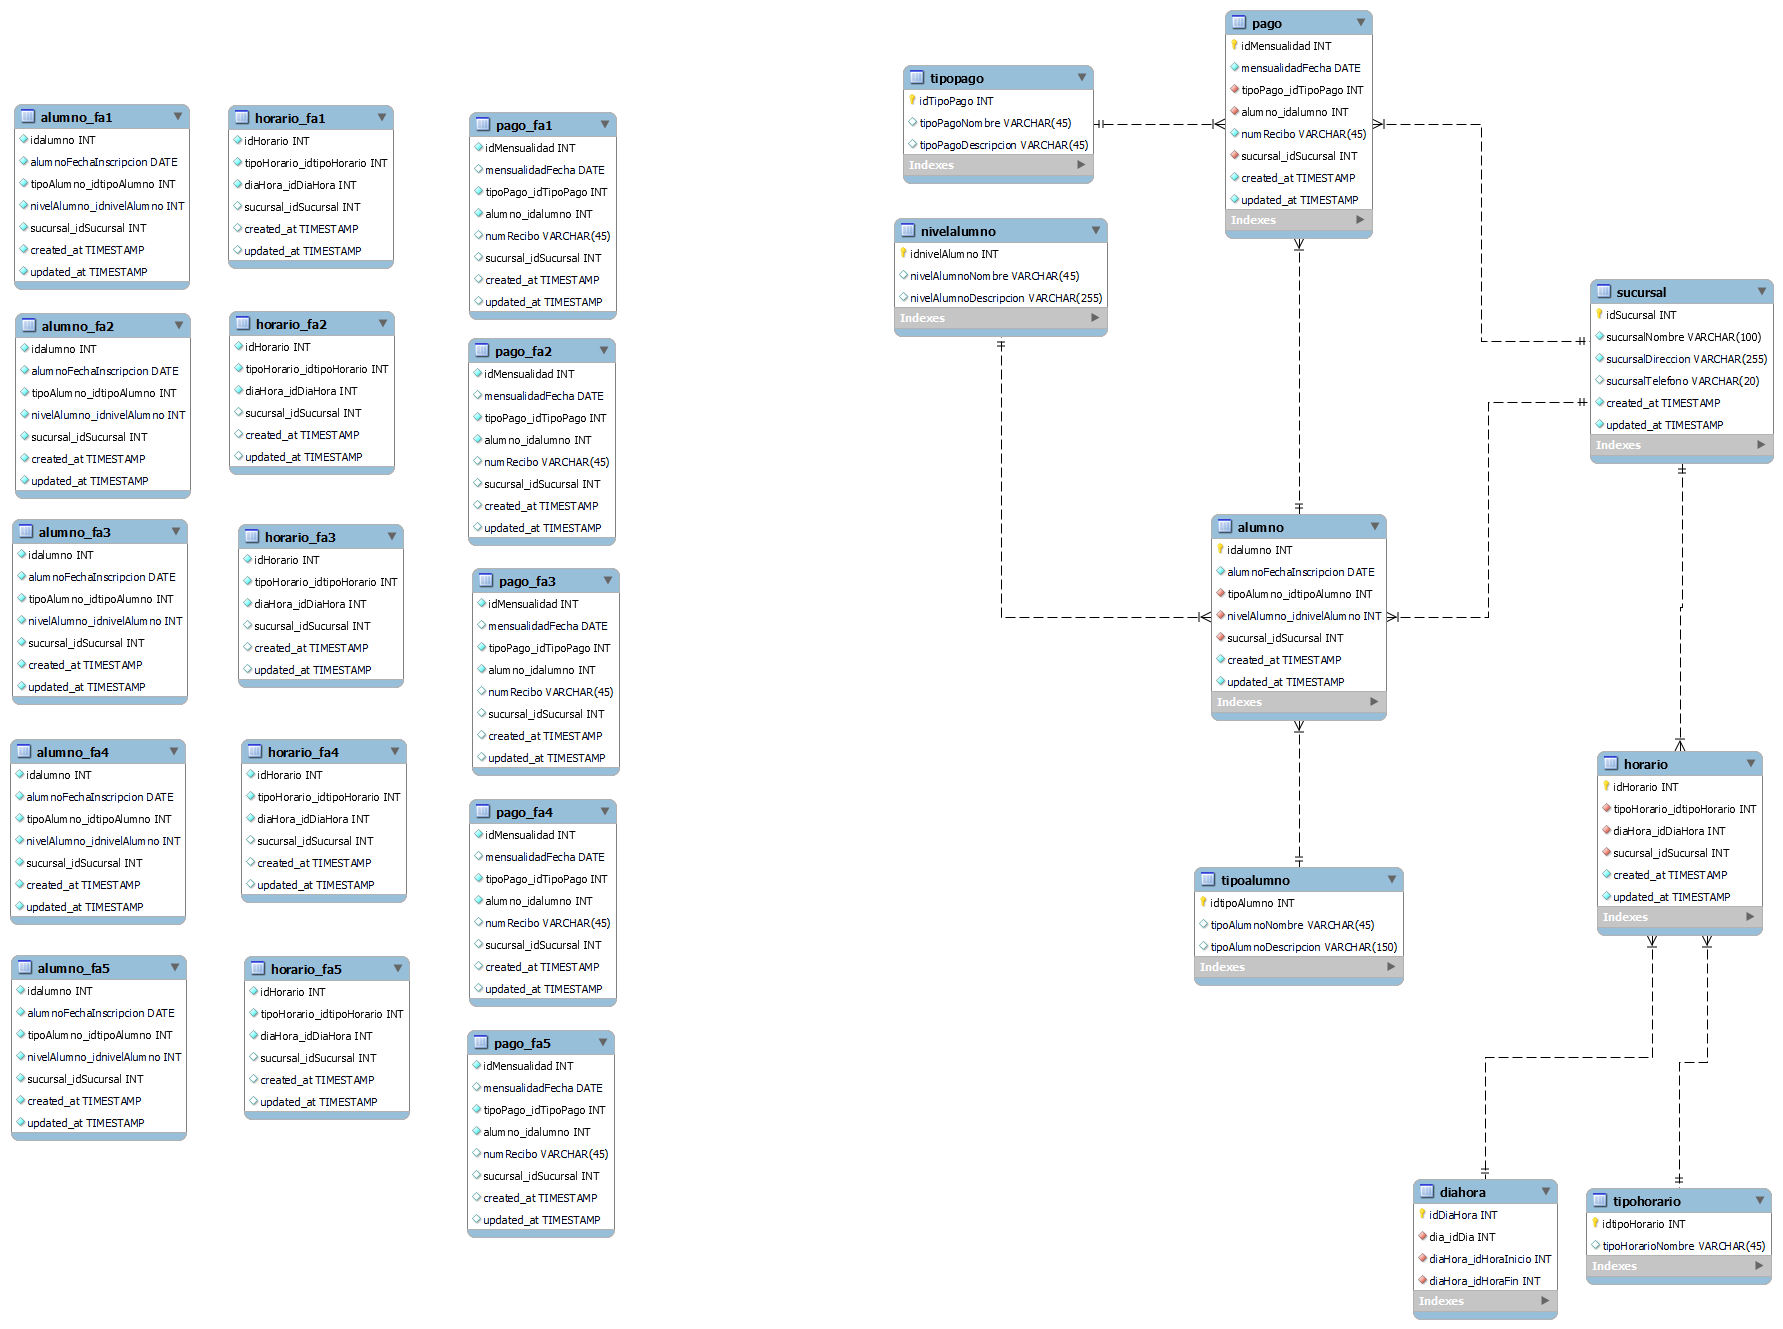 alumno_fa1
idalumno INT
alumnoFechaInscripcion DATE
tipoAlumno_idtipoAlumno INT
nivelAlumno_idnivelAlumno INT
sucursal_idSucursal INT
created_at TIMESTAMP
updated_at TIMESTAMP
alumno_fa2
idalumno INT
alumnoFechaInscripcion DATE
tipoAlumno_idtipoAlumno INT
nivelAlumno_idnivelAlumno INT
sucursal_idSucursal INT
created_at TIMESTAMP
updated_at TIMESTAMP
alumno_fa3
idalumno INT
alumnoFechaInscripcion DATE
tipoAlumno_idtipoAlumno INT
nivelAlumno_idnivelAlumno INT
sucursal_idSucursal INT
created_at TIMESTAMP
updated_at TIMESTAMP
alumno_fa4
idalumno INT
alumnoFechaInscripcion DATE
tipoAlumno_idtipoAlumno INT
nivelAlumno_idnivelAlumno INT
sucursal_idSucursal INT
created_at TIMESTAMP
updated_at TIMESTAMP
alumno_fa5
idalumno INT
alumnoFechaInscripcion DATE
tipoAlumno_idtipoAlumno INT
nivelAlumno_idnivelAlumno INT
sucursal_idSucursal INT
created_at TIMESTAMP
updated_at TIMESTAMP
horario_fa1
idHorario INT
tipoHorario_idtipoHorario INT
diaHora_idDiaHora INT
sucursal_idSucursal INT
created_at TIMESTAMP
updated_at TIMESTAMP
horario_fa2
idHorario INT
tipoHorario_idtipoHorario INT
diaHora_idDiaHora INT
sucursal_idSucursal INT
created_at TIMESTAMP
updated_at TIMESTAMP
horario_fa3
idHorario INT
tipoHorario_idtipoHorario INT
diaHora_idDiaHora INT
sucursal_idSucursal INT
created_at TIMESTAMP
updated_at TIMESTAMP
horario_fa4
idHorario INT
tipoHorario_idtipoHorario INT
diaHora_idDiaHora INT
sucursal_idSucursal INT
created_at TIMESTAMP
updated_at TIMESTAMP
horario_fa5
idHorario INT
tipoHorario_idtipoHorario INT
diaHora_idDiaHora INT
sucursal_idSucursal INT
created_at TIMESTAMP
updated_at TIMESTAMP
pago_fa1
idMensualidad INT
mensualidadFecha DATE
tipoPago_idTipoPago INT
alumno_idalumno INT
numRecibo VARCHAR(45)
sucursal_idSucursal INT
created_at TIMESTAMP
updated_at TIMESTAMP
pago_fa2
idMensualidad INT
mensualidadFecha DATE
tipoPago_idTipoPago INT
alumno_idalumno INT
numRecibo VARCHAR(45)
sucursal_idSucursal INT
created_at TIMESTAMP
updated_at TIMESTAMP
pago_fa3
idMensualidad INT
mensualidadFecha DATE
tipoPago_idTipoPago INT
alumno_idalumno INT
numRecibo VARCHAR(45)
sucursal_idSucursal INT
created_at TIMESTAMP
updated_at TIMESTAMP
pago_fa4
idMensualidad INT
mensualidadFecha DATE
tipoPago_idTipoPago INT
alumno_idalumno INT
numRecibo VARCHAR(45)
sucursal_idSucursal INT
created_at TIMESTAMP
updated_at TIMESTAMP
pago_fa5
idMensualidad INT
mensualidadFecha DATE
tipoPago_idTipoPago INT
alumno_idalumno INT
numRecibo VARCHAR(45)
sucursal_idSucursal INT
created_at TIMESTAMP
updated_at TIMESTAMP
tipopago
idTipoPago INT
tipoPagoNombre VARCHAR(45)
tipoPagoDescripcion VARCHAR(45)
Indexes
nivelalumno
idnivelAlumno INT
nivelAlumnoNombre VARCHAR(45)
nivelAlumnoDescripcion VARCHAR(255)
Indexes
pago
idMensualidad INT
mensualidadFecha DATE
tipoPago_idTipoPago INT
alumno_idalumno INT
numRecibo VARCHAR(45)
sucursal_idSucursal INT
created_at TIMESTAMP
updated_at TIMESTAMP
Indexes
sucursal
idSucursal INT
sucursalNombre VARCHAR(100)
sucursalDireccion VARCHAR(255)
sucursalTelefono VARCHAR(20)
created_at TIMESTAMP
updated_at TIMESTAMP
Indexes
alumno
idalumno INT
alumnoFechaInscripcion DATE
tipoAlumno_idtipoAlumno INT
nivelAlumno_idnivelAlumno INT
sucursal_idSucursal INT
created_at TIMESTAMP
updated_at TIMESTAMP
Indexes
horario
idHorario INT
tipoHorario_idtipoHorario INT
diaHora_idDiaHora INT
sucursal_idSucursal INT
created_at TIMESTAMP
updated_at TIMESTAMP
Indexes
tipoalumno
idtipoAlumno INT
tipoAlumnoNombre VARCHAR(45)
tipoAlumnoDescripcion VARCHAR(150)
Indexes
diahora
idDiaHora INT
dia_idDia INT
diaHora_idHoraInicio INT
diaHora_idHoraFin INT
Indexes
tipohorario
idtipoHorario INT
tipoHorarioNombre VARCHAR(45)
Indexes